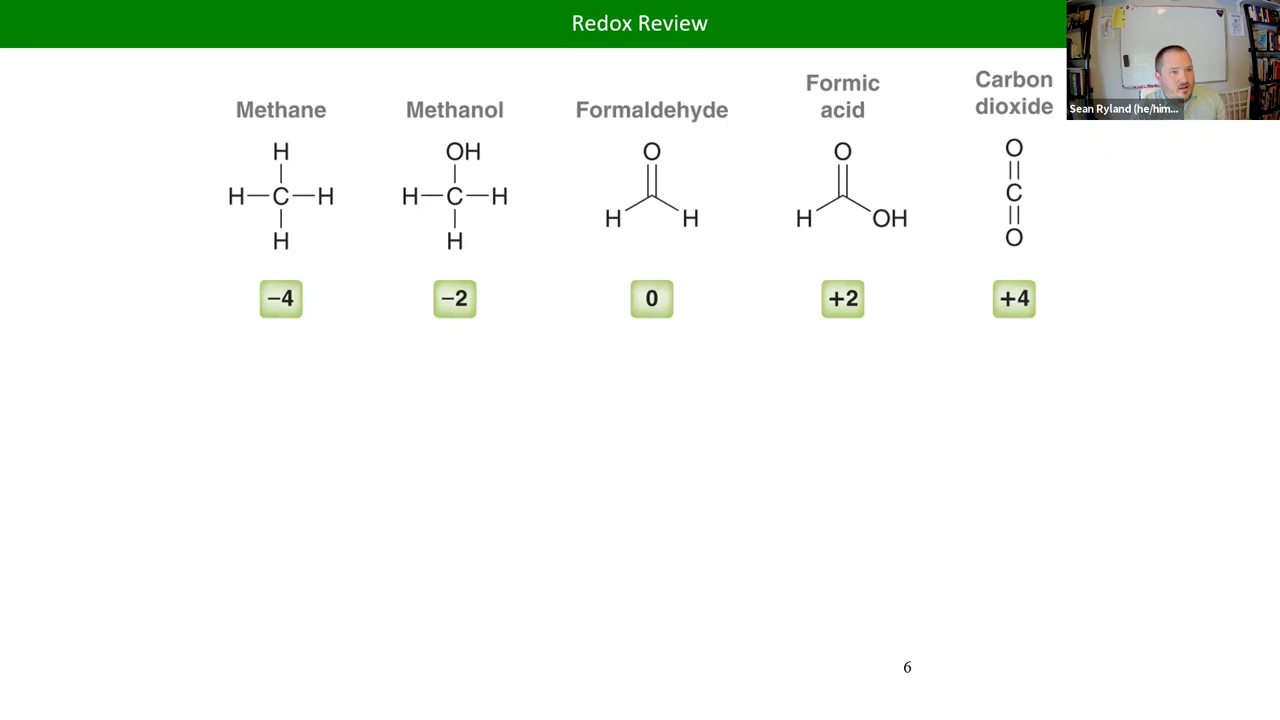 Redox Review
Sean Ryland (he/him...
Methane
Methanol
Formaldehyde
Formic
acid
Carbon
dioxide
H
H—C—H
H
OH
H—C—H
H
O
H H
O
H OH
O
C
O
−4
−2
0
+2
+4
6